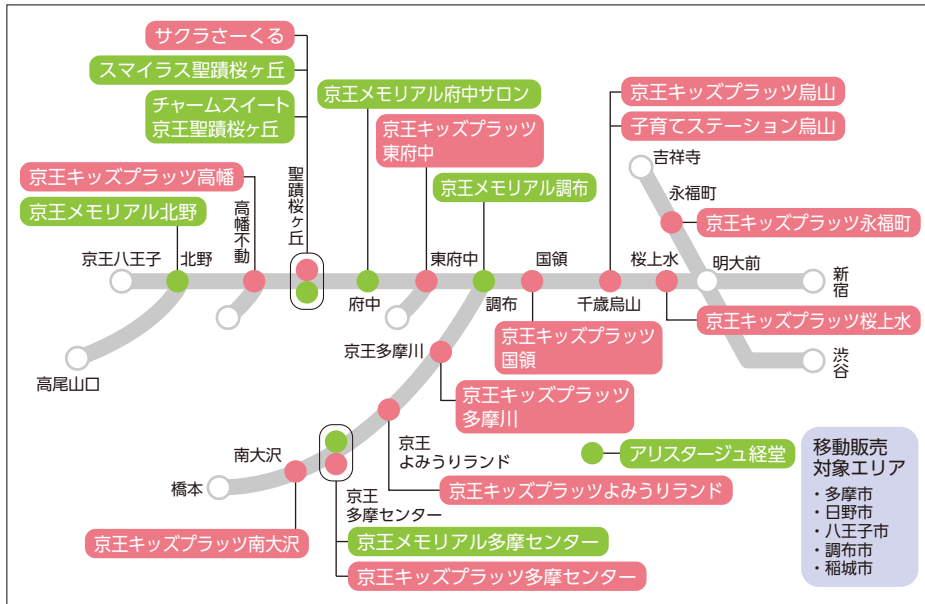 サクラさーくる
スマイラス聖蹟桜ヶ丘
チャームスイート
京王聖蹟桜ヶ丘
京王メモリアル府中サロン
京王キッズプラッツ
東府中
京王メモリアル調布
京王キッズプラッツ烏山
子育てステーション烏山
吉祥寺
永福町
京王キッズプラッツ永福町
京王キッズプラッツ高幡
京王メモリアル北野
高幡不動
聖蹟桜ヶ丘
京王八王子
北野
府中
東府中
調布
国領
千歳烏山
桜上水
明大前
新宿
京王キッズプラッツ桜上水
京王キッズプラッツ
国領
渋谷
高尾山口
京王多摩川
京王キッズプラッツ
多摩川
京王
よみうりランド
アリスタージュ経堂
京王キッズプラッツよみうりランド
南大沢
橋本
京王
多摩センター
京王キッズプラッツ南大沢
京王メモリアル多摩センター
京王キッズプラッツ多摩センター
移動販売
対象エリア
・多摩市
・日野市
・八王子市
・調布市
・稲城市